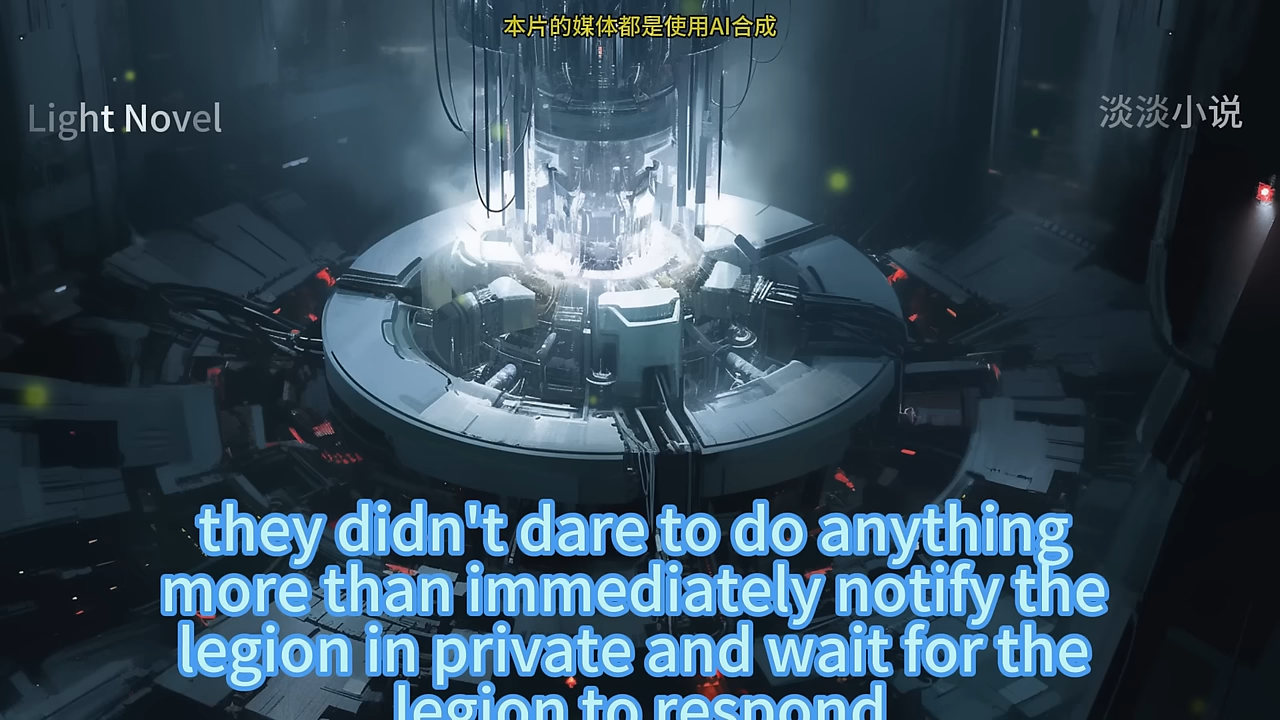 本片的媒体都是使用AI合成
Light Novel
淡淡小说
they didn't dare to do anything
more than immediately notify the
legion in private and wait for the
legion to respond